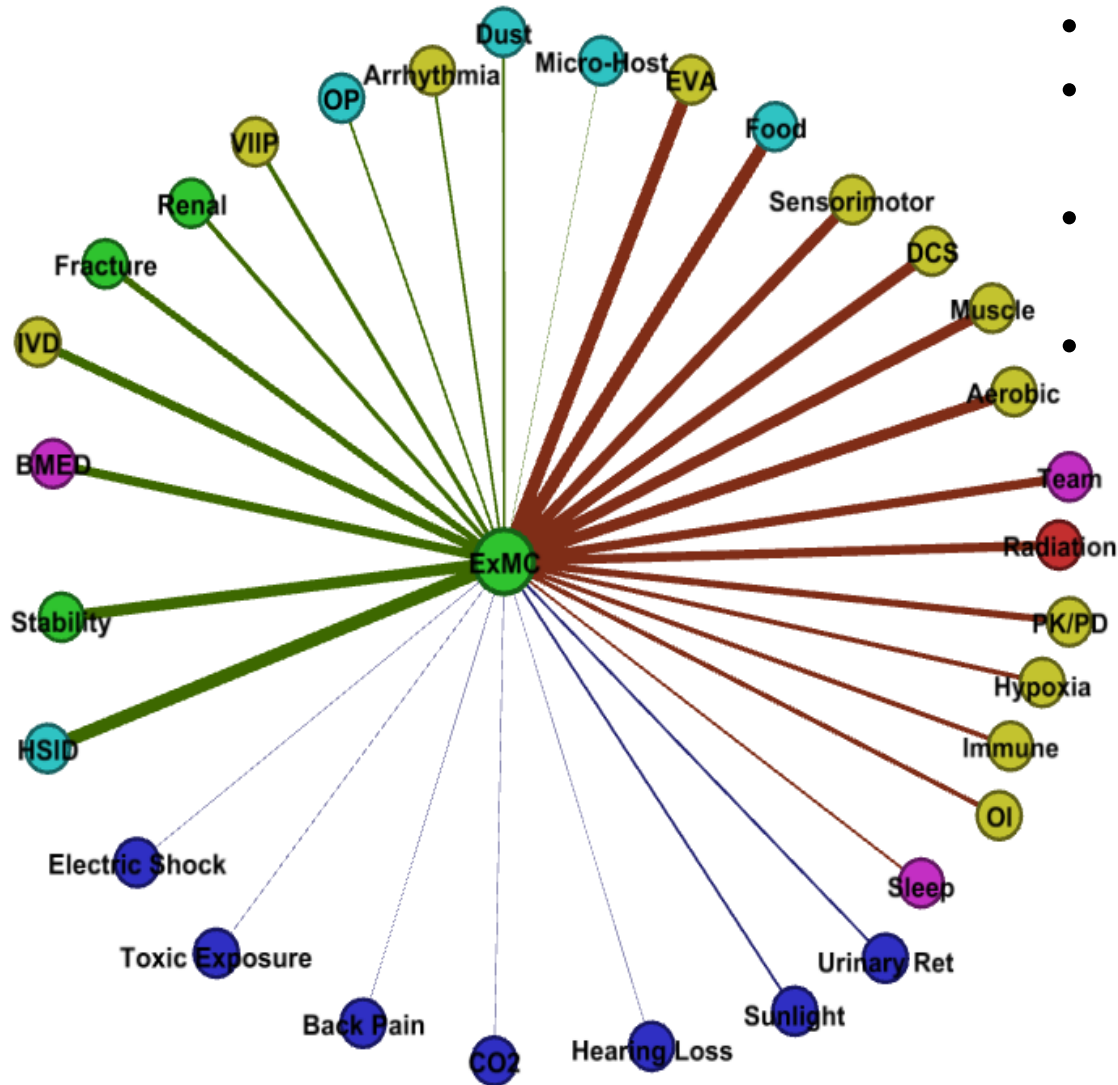 Dust
Micro-Host
Arrhythmia
EVA
OP
Food
VIIP
Renal
Sensorimotor
DCS
Fracture
Muscle
IVD
Aerobic
BMED
Team
Radiation
ExMC
Stability
PK/PD
Hypoxia
HSID
Immune
OI
Electric Shock
Sleep
Toxic Exposure
Urinary Ret
Back Pain
Sunlight
Hearing Loss
CO2